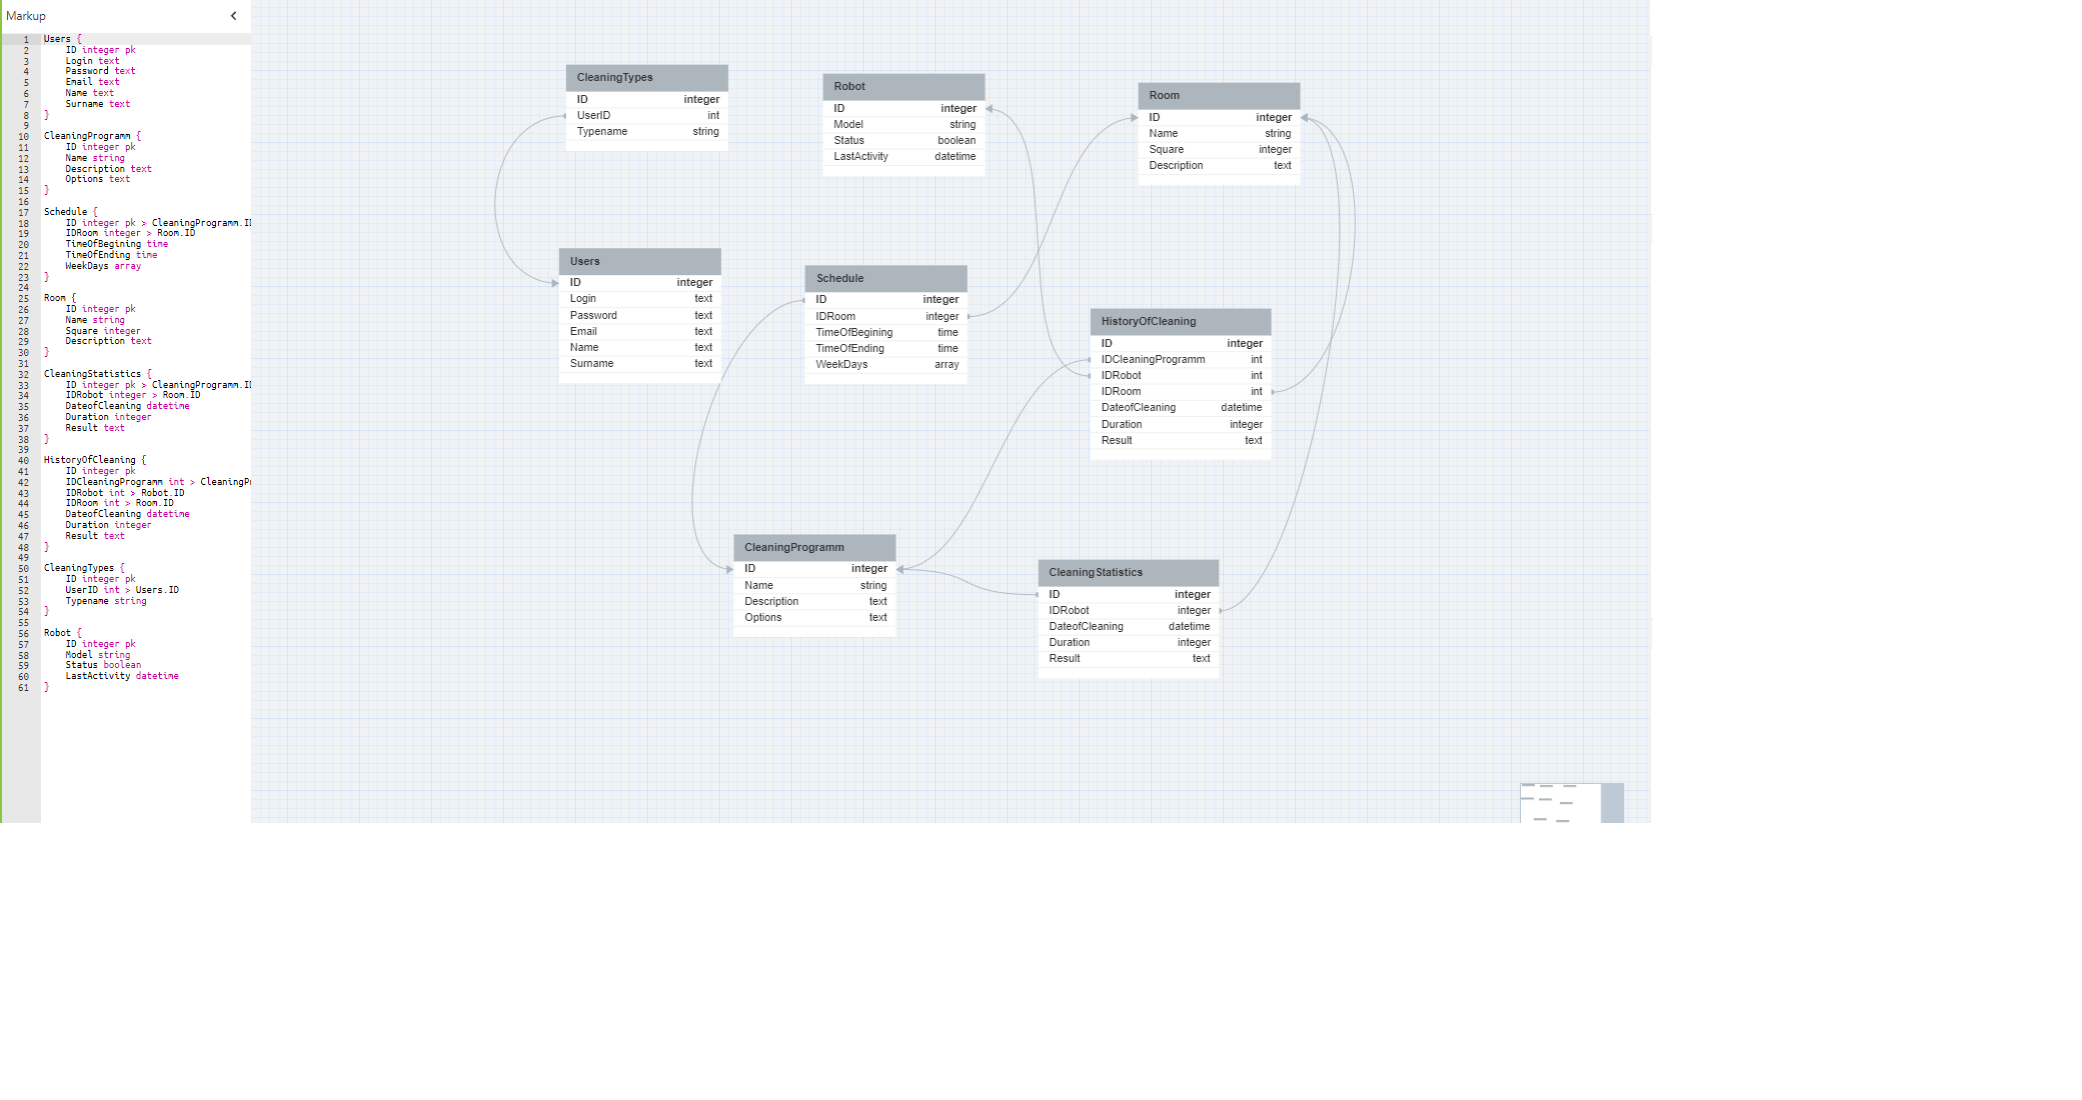 Markup
1 Users {
2 ID integer pk
3 Login text
4 Password text
5 Email text
6 Name text
7 Surname text
8 }
9
10 CleaningProgramm {
11 ID integer pk
12 Name string
13 Description text
14 Options text
15 }
16
17 Schedule {
18 ID integer pk > CleaningProgramm.ID
19 IDRoom integer > Room.ID
20 TimeOfBegining time
21 TimeOfEnding time
22 WeekDays array
23 }
24
25 Room {
26 ID integer pk
27 Name string
28 Square integer
29 Description text
30 }
31
32 CleaningStatistics {
33 ID integer pk > CleaningProgramm.ID
34 IDRobot integer > Room.ID
35 DateofCleaning datetime
36 Duration integer
37 Result text
38 }
39
40 HistoryOfCleaning {
41 ID integer pk
42 IDCleaningProgramm int > CleaningP
43 IDRobot int > Robot.ID
44 IDRoom int > Room.ID
45 DateofCleaning datetime
46 Duration integer
47 Result text
48 }
49
50 CleaningTypes {
51 ID integer pk
52 UserID int > Users.ID
53 Typename string
54 }
55
56 Robot {
57 ID integer pk
58 Model string
59 Status boolean
60 LastActivity datetime
61 }
CleaningTypes
ID integer
UserID int
Typename string
Robot
ID integer
Model string
Status boolean
LastActivity datetime
Room
ID integer
Name string
Square integer
Description text
Users
ID integer
Login text
Password text
Email text
Name text
Surname text
Schedule
ID integer
IDRoom integer
TimeOfBegining time
TimeOfEnding time
WeekDays array
HistoryOfCleaning
ID integer
IDCleaningProgramm int
IDRobot int
IDRoom int
DateofCleaning datetime
Duration integer
Result text
CleaningProgramm
ID integer
Name string
Description text
Options text
CleaningStatistics
ID integer
IDRobot integer
DateofCleaning datetime
Duration integer
Result text